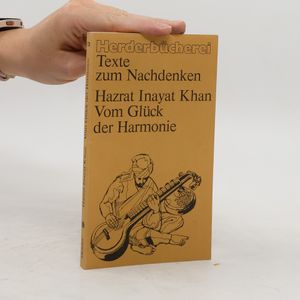 Herderbücherei
Texte
zum Nachdenken
Hazrat Inayat Khan
Vom Glück
der Harmonie